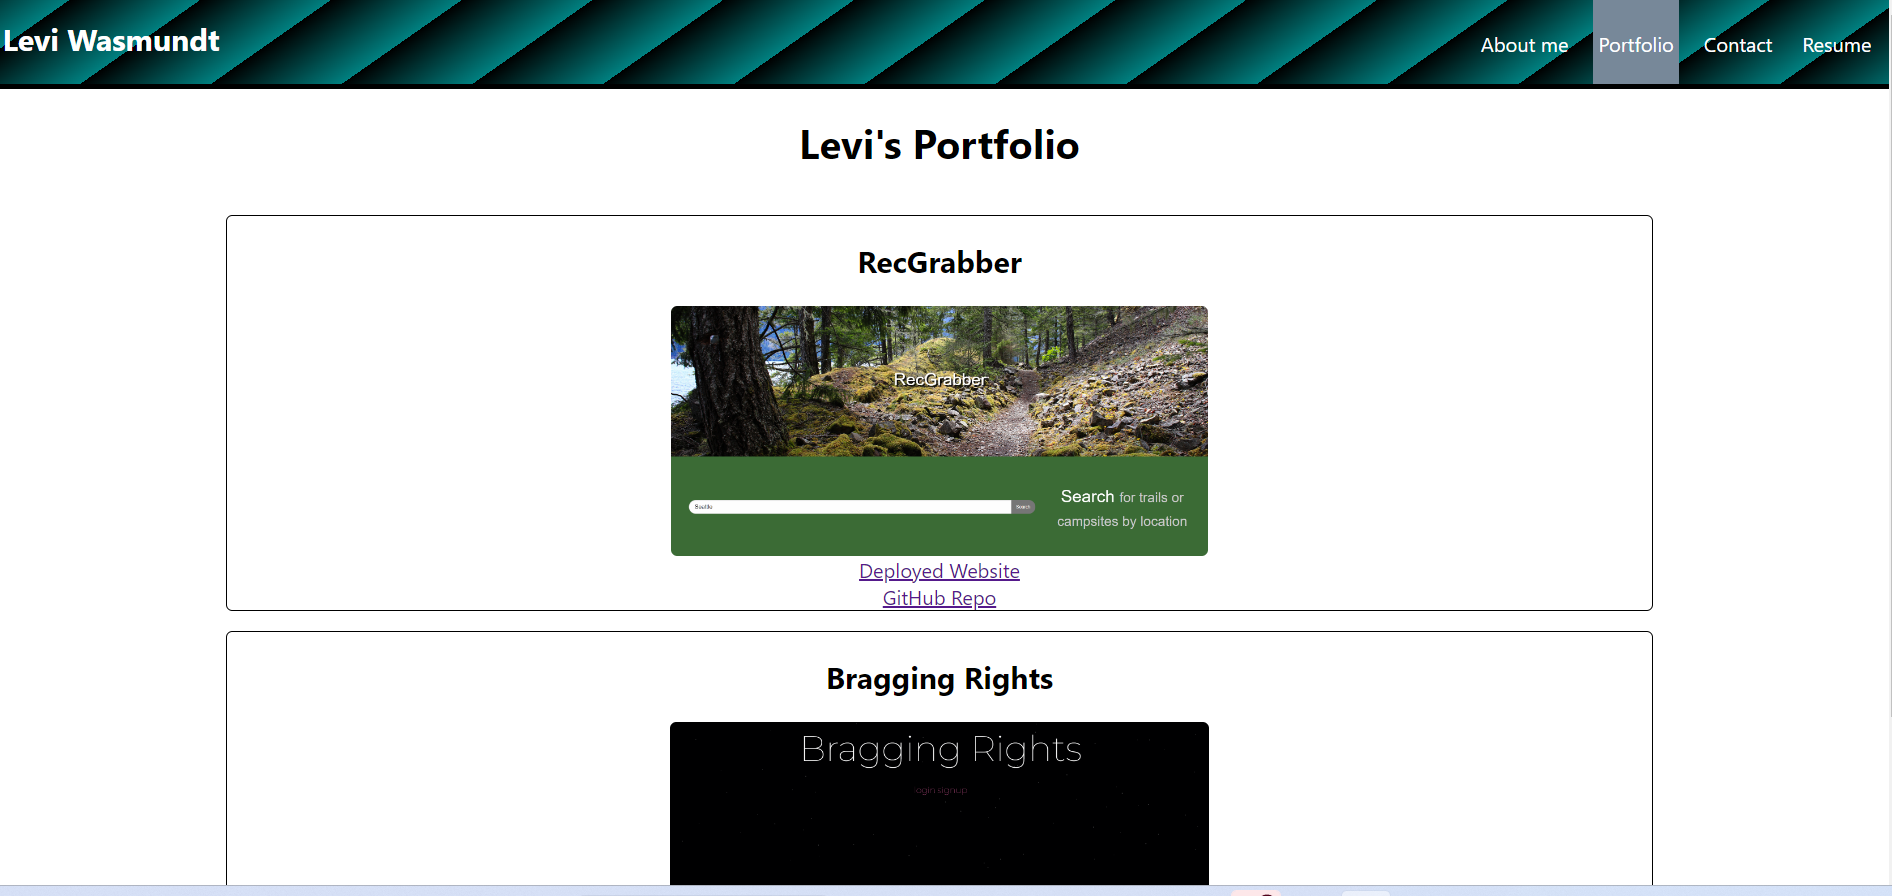 Levi Wasmundt
About me
Portfolio
Contact
Resume
Levi's Portfolio
RecGrabber
RecGrabber
Seattle
Search
Search for trails or
campsites by location
Deployed Website
GitHub Repo
Bragging Rights
Bragging Rights
login signup